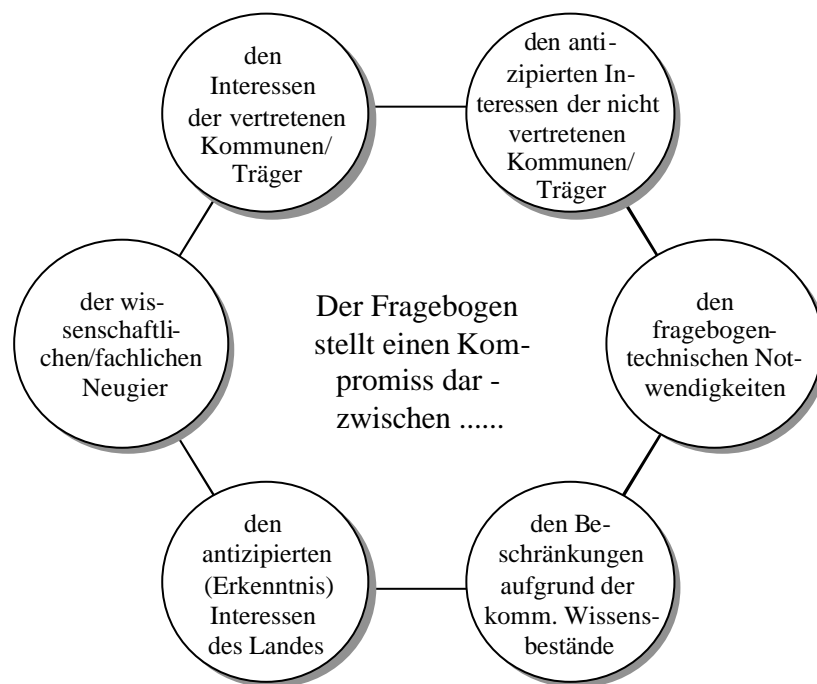 den
Interessen
der vertretenen
Kommunen/
Träger
den anti-
zipierten In-
teressen der nicht
vertretenen
Kommunen/
Träger
der wis-
senschaftli-
chen/fachlichen
Neugier
Der Fragebogen
stellt einen Kom-
promiss dar -
zwischen ......
den
fragebogen-
technischen Not-
wendigkeiten
den
antizipierten
(Erkenntnis)
Interessen
des Landes
den Be-
schränkungen
aufgrund der
komm. Wissens-
bestände